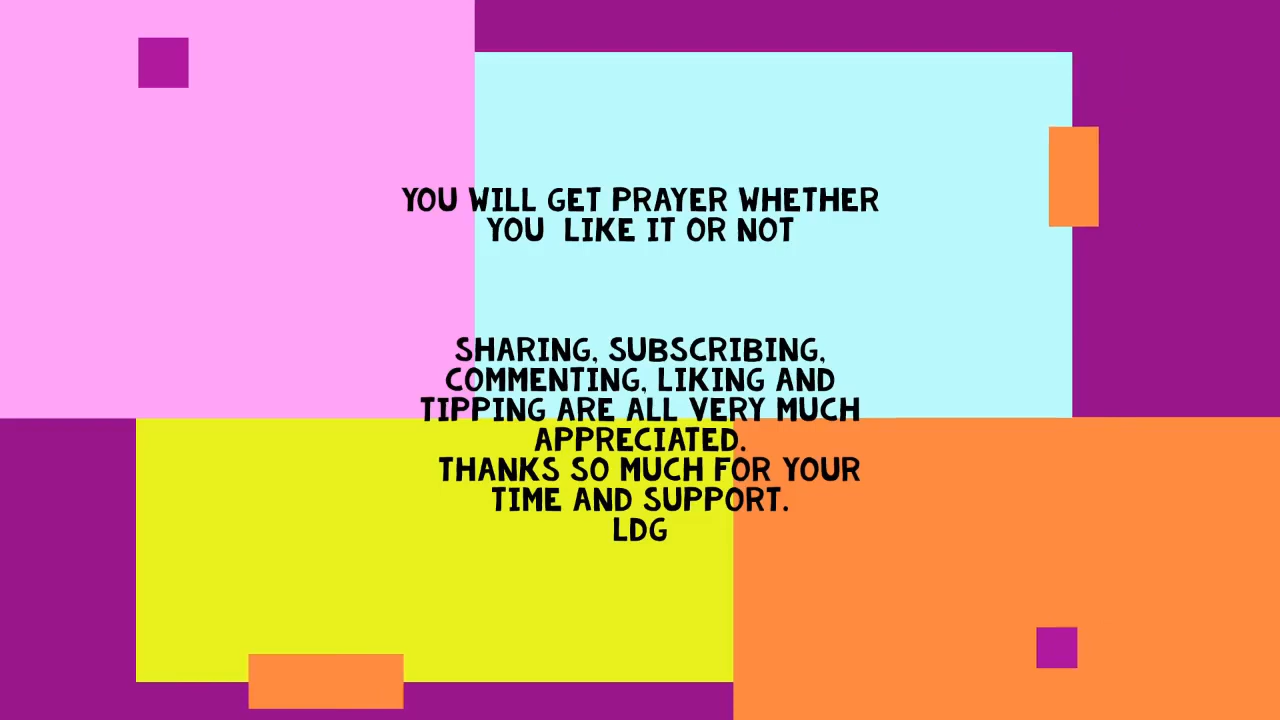 YOU WILL GET PRAYER WHETHER
YOU  LIKE IT OR NOT
SHARING, SUBSCRIBING,
COMMENTING, LIKING AND
TIPPING ARE ALL VERY MUCH
APPRECIATED.
THANKS SO MUCH FOR YOUR
TIME AND SUPPORT.
LDG